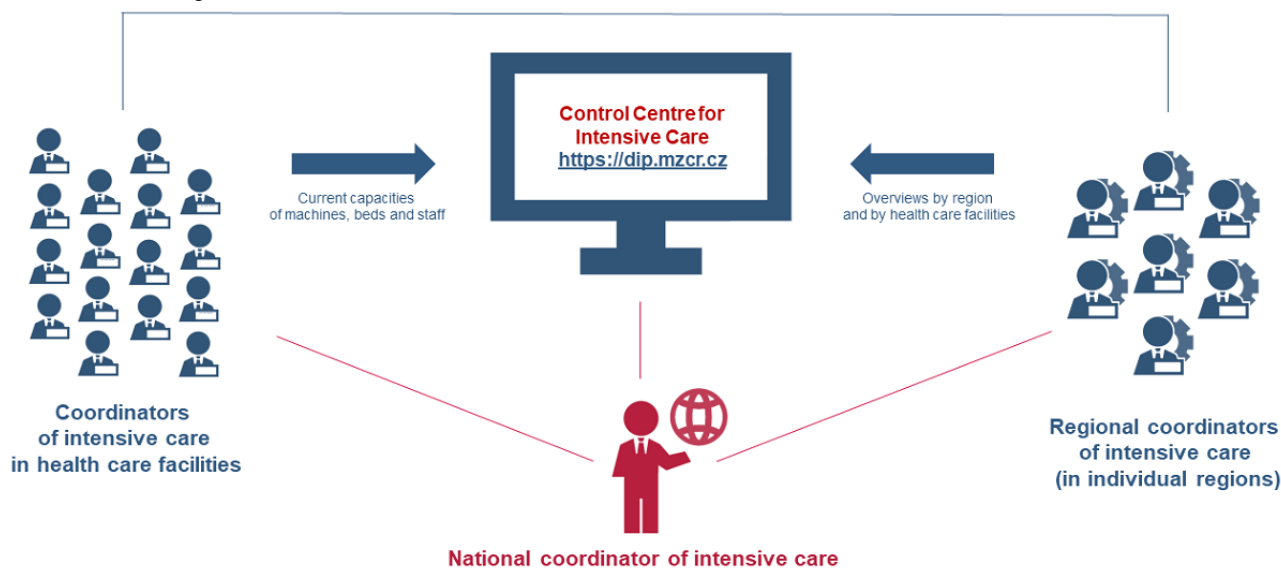 Control Centre for
Intensive Care
https://dip.mzcr.cz
Current capacities
of machines, beds and staff
Overviews by region
and by health care facilities
Coordinators
of intensive care
in health care facilities
Regional coordinators
of intensive care
(in individual regions)
National coordinator of intensive care